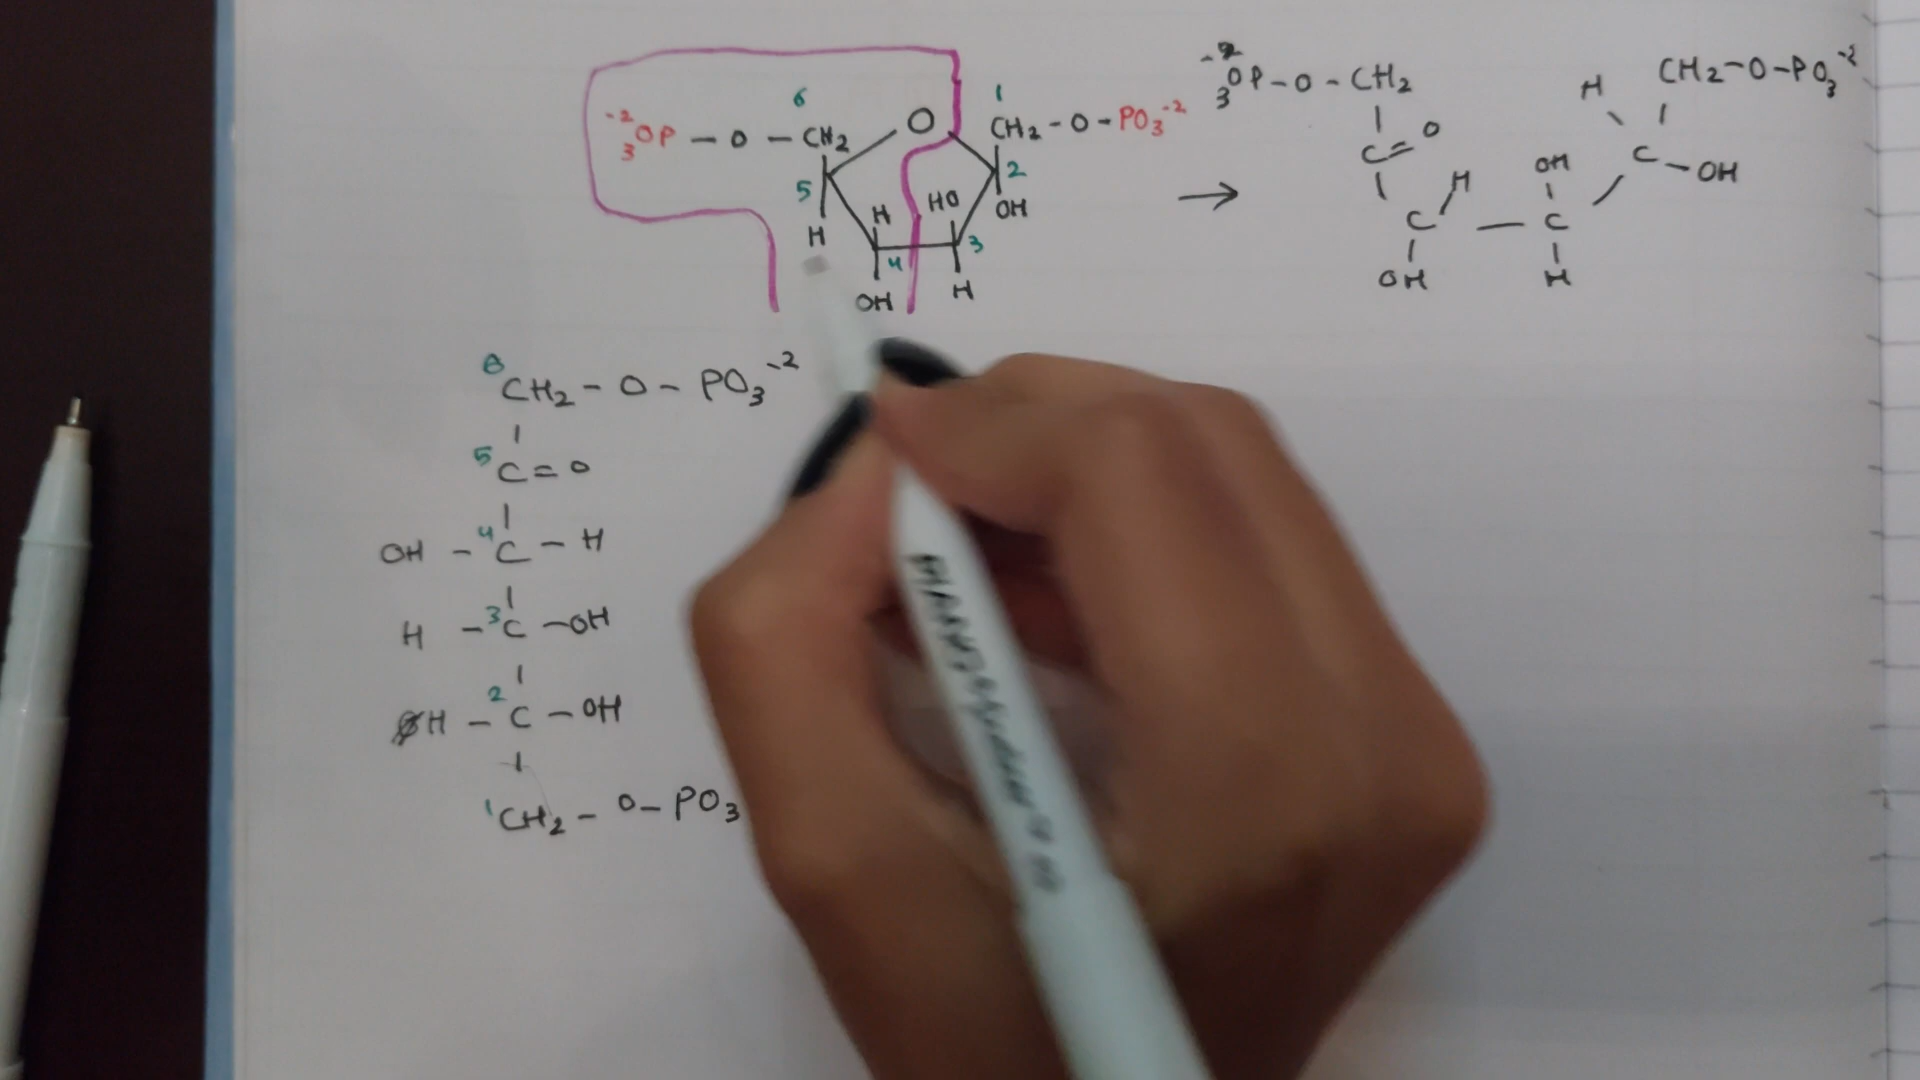 6 1
-2 3OP - O - CH2 O CH2 - O - PO3 -2
5 2
H H HO OH
4 3
OH H
→
-2 3OP - O - CH2 H CH2 - O - PO3 -2
C = O OH C - OH
C H — C
OH H
6 CH2 - O - PO3 -2
5 C = O
OH - 4 C - H
H - 3 C - OH
H - 2 C - OH
1 CH2 - O - PO3